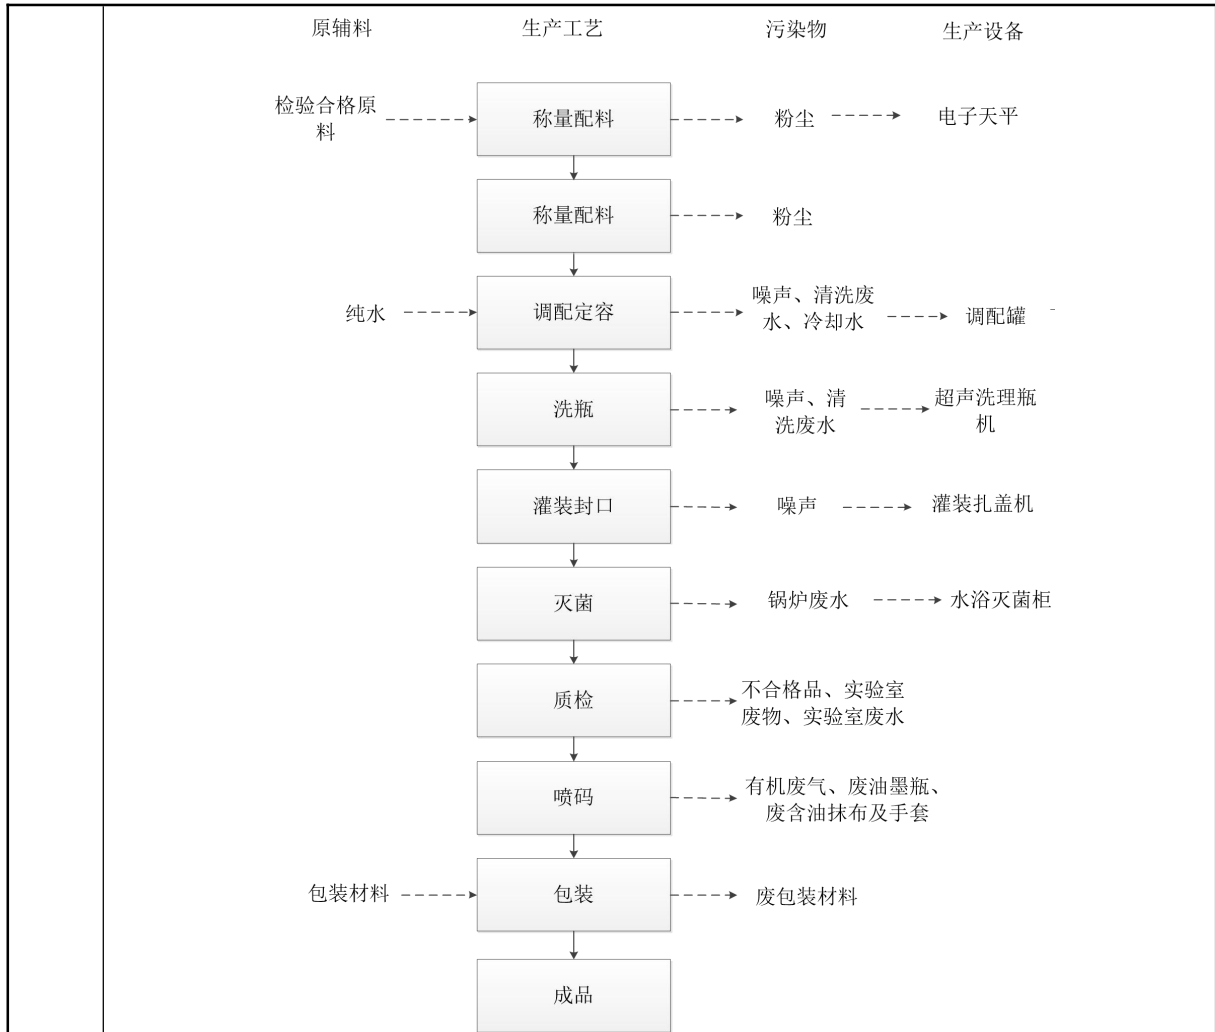 原辅料 生产工艺 污染物 生产设备
检验合格原
料
称量配料
粉尘
电子天平
称量配料
粉尘
纯水
调配定容
噪声、清洗废
水、冷却水
调配罐
洗瓶
噪声、清
洗废水
超声洗理瓶
机
灌装封口
噪声
灌装扎盖机
灭菌
锅炉废水
水浴灭菌柜
质检
不合格品、实验室
废物、实验室废水
喷码
有机废气、废油墨瓶、
废含油抹布及手套
包装材料
包装
废包装材料
成品